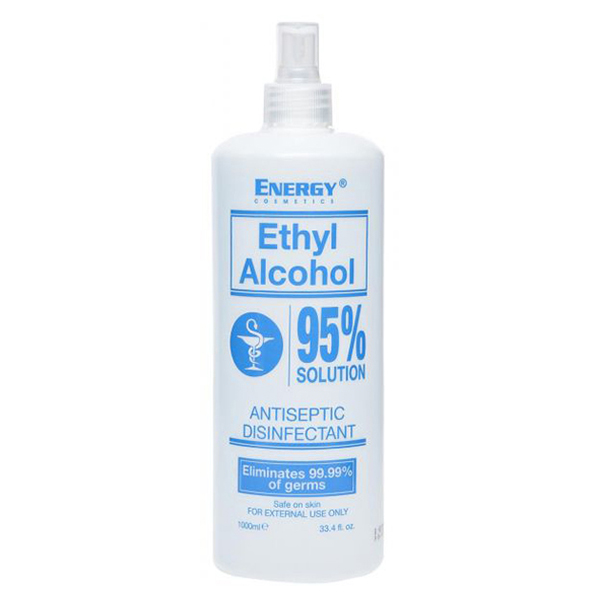 ENERGY®
COSMETICS
Ethyl
Alcohol
95%
SOLUTION
ANTISEPTIC
DISINFECTANT
Eliminates 99.99%
of germs
Safe on skin
FOR EXTERNAL USE ONLY
1000ml℮ 33.4 fl. oz.